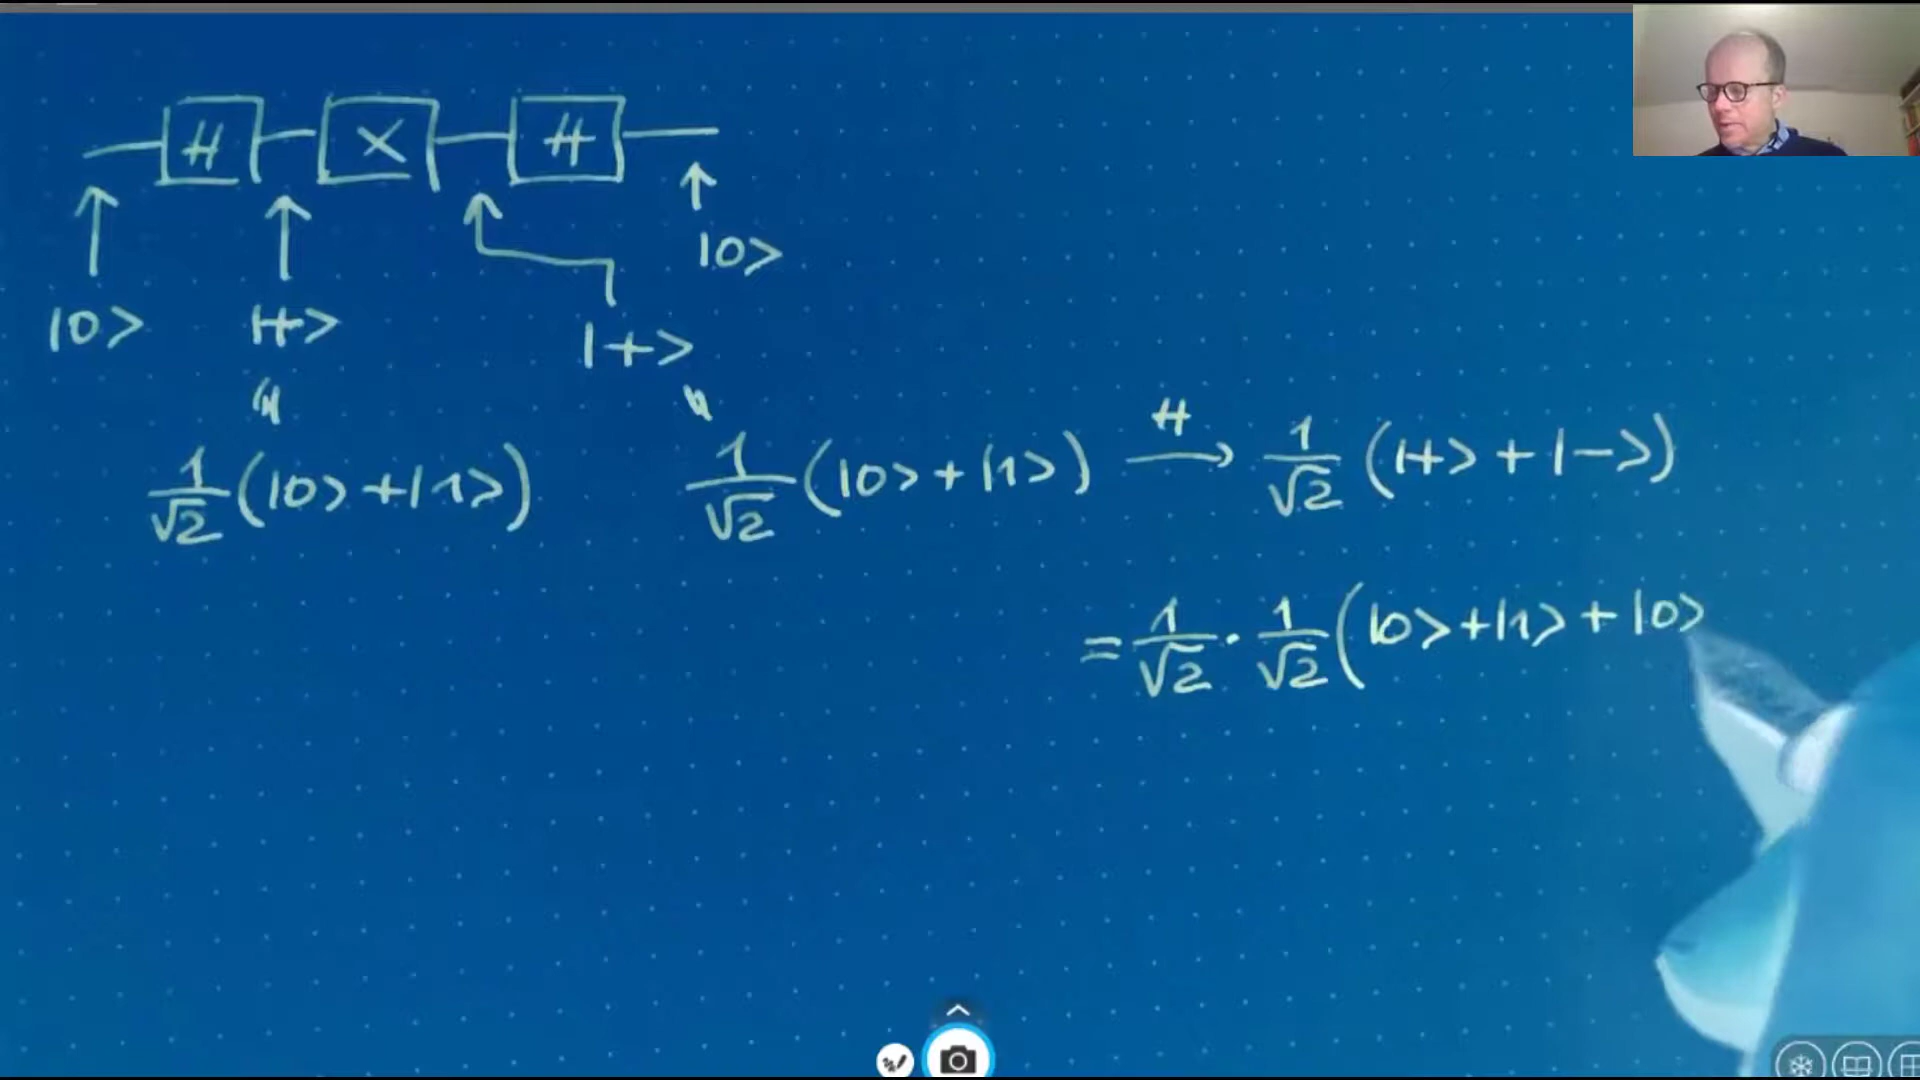 H X H
|0>
|0> |+> |+>
1/√2 (|0> + |1>) 1/√2 (|0> + |1>) H → 1/√2 (|+> + |->)
= 1/√2 · 1/√2 (|0> + |1> + |0>